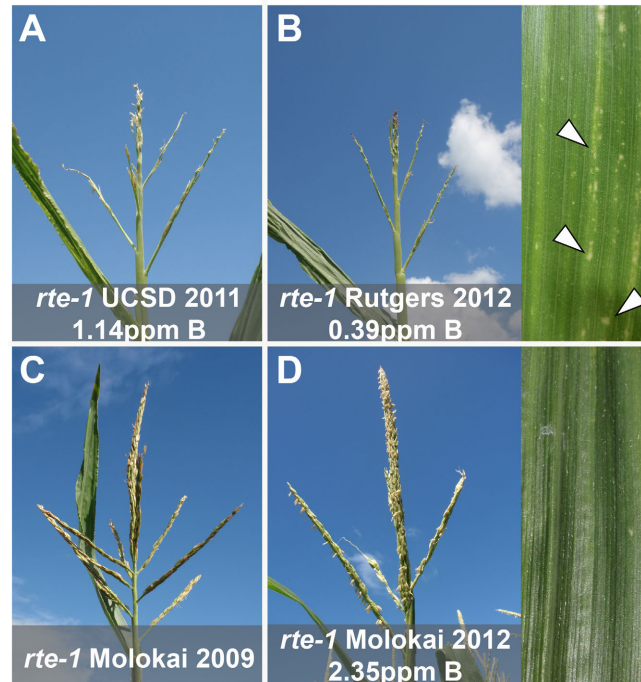 A
rte-1 UCSD 2011
1.14ppm B
B
rte-1 Rutgers 2012
0.39ppm B
C
rte-1 Molokai 2009
D
rte-1 Molokai 2012
2.35ppm B